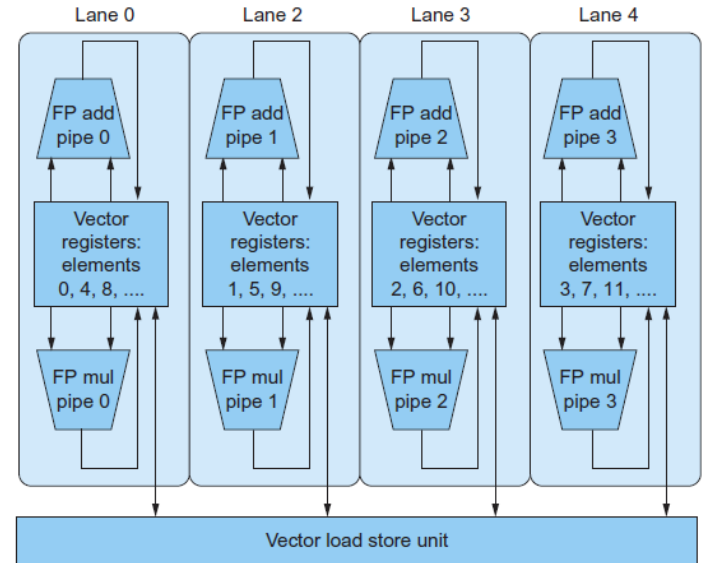 Lane 0
Lane 2
Lane 3
Lane 4
FP add
pipe 0
FP add
pipe 1
FP add
pipe 2
FP add
pipe 3
Vector
registers:
elements
0, 4, 8, ....
Vector
registers:
elements
1, 5, 9, ....
Vector
registers:
elements
2, 6, 10, ....
Vector
registers:
elements
3, 7, 11, ....
FP mul
pipe 0
FP mul
pipe 1
FP mul
pipe 2
FP mul
pipe 3
Vector load store unit